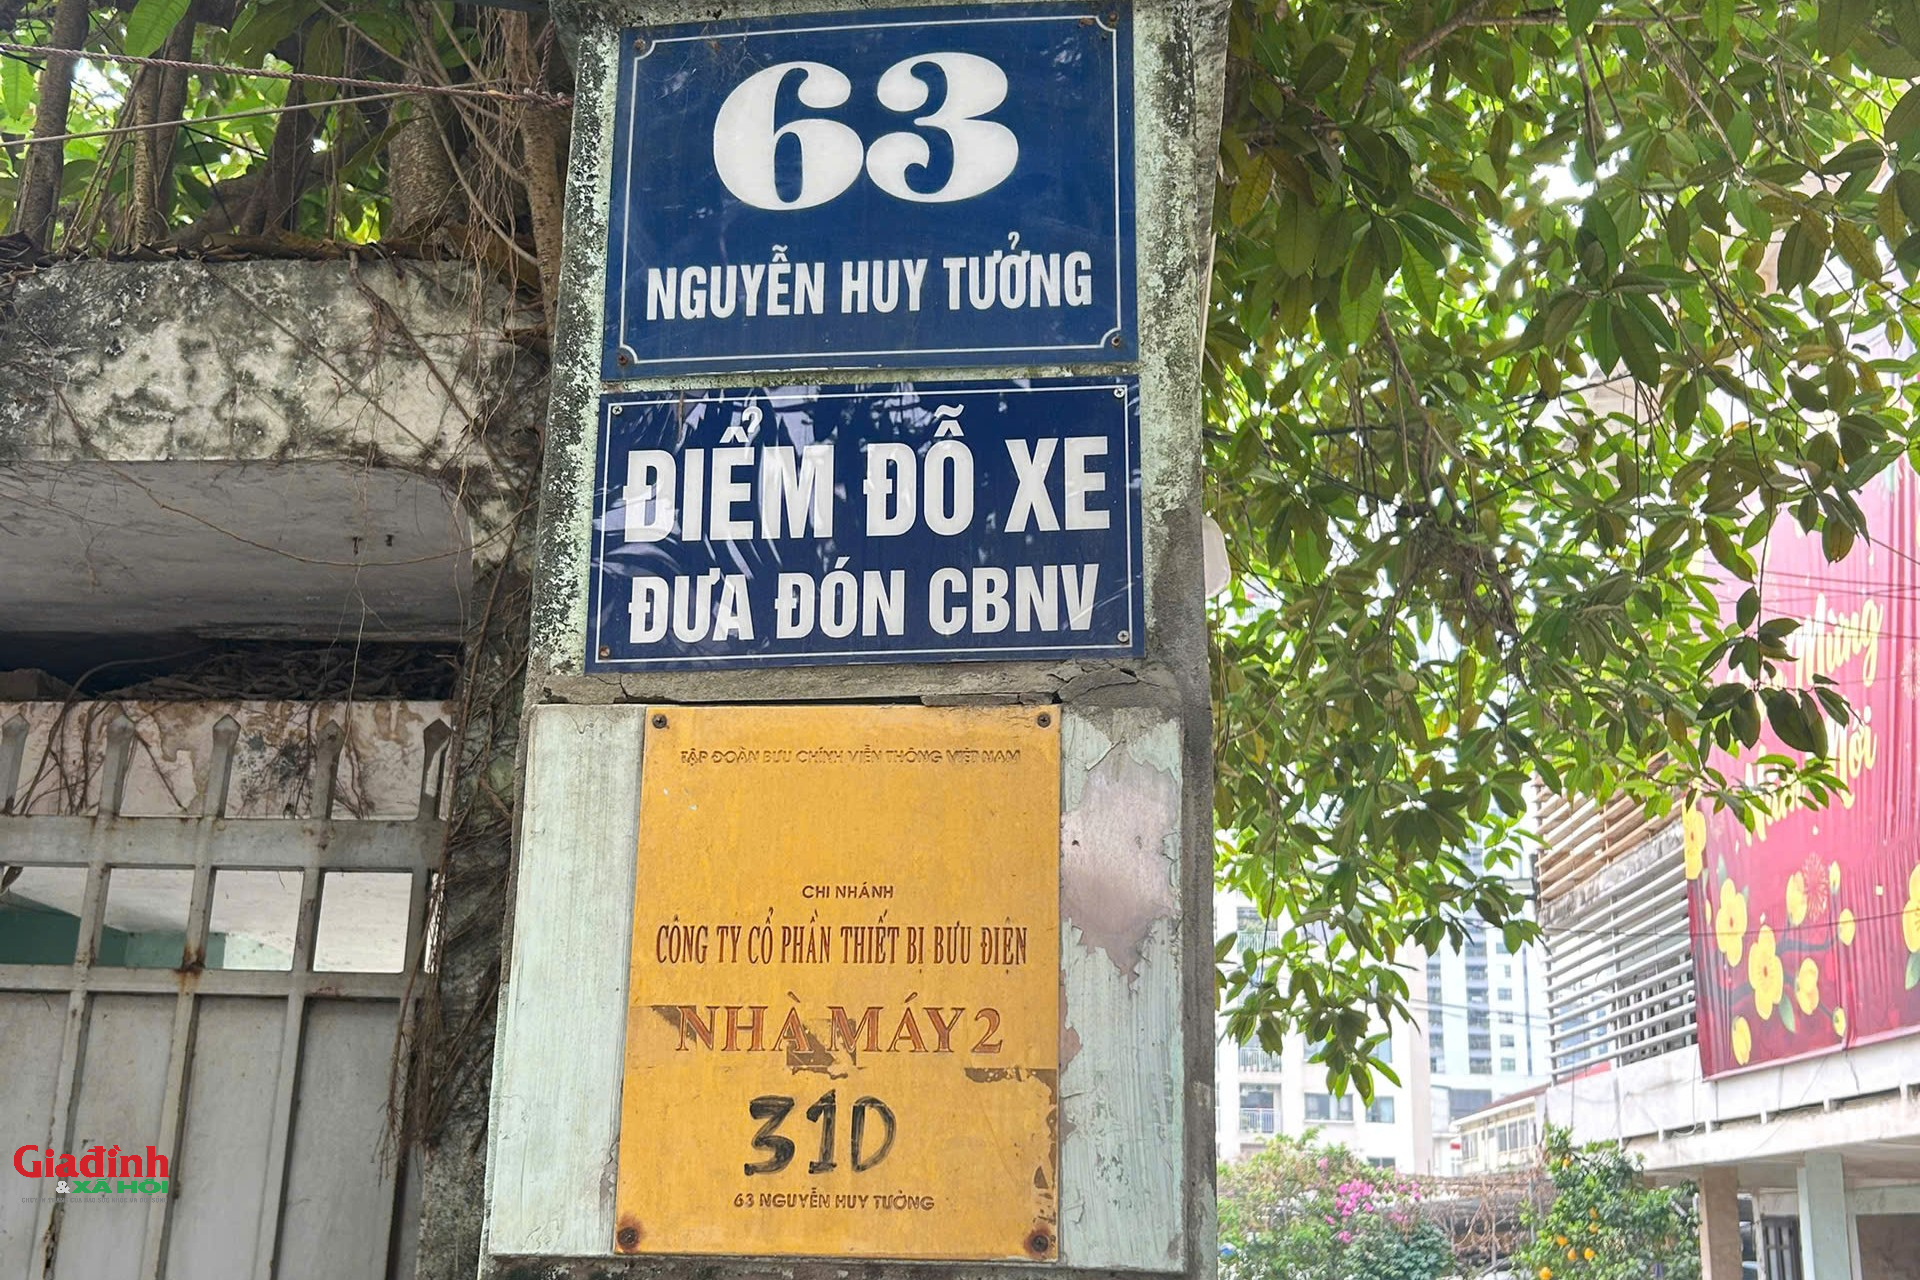 63
NGUYỄN HUY TƯỞNG
ĐIỂM ĐỖ XE
ĐƯA ĐÓN CBNV
TẬP ĐOÀN BƯU CHÍNH VIỄN THÔNG VIỆT NAM
CHI NHÁNH
CÔNG TY CỔ PHẦN THIẾT BỊ BƯU ĐIỆN
NHÀ MÁY 2
31D
63 NGUYỄN HUY TƯỞNG
Mừng
Giađình
&XÃ HỘI